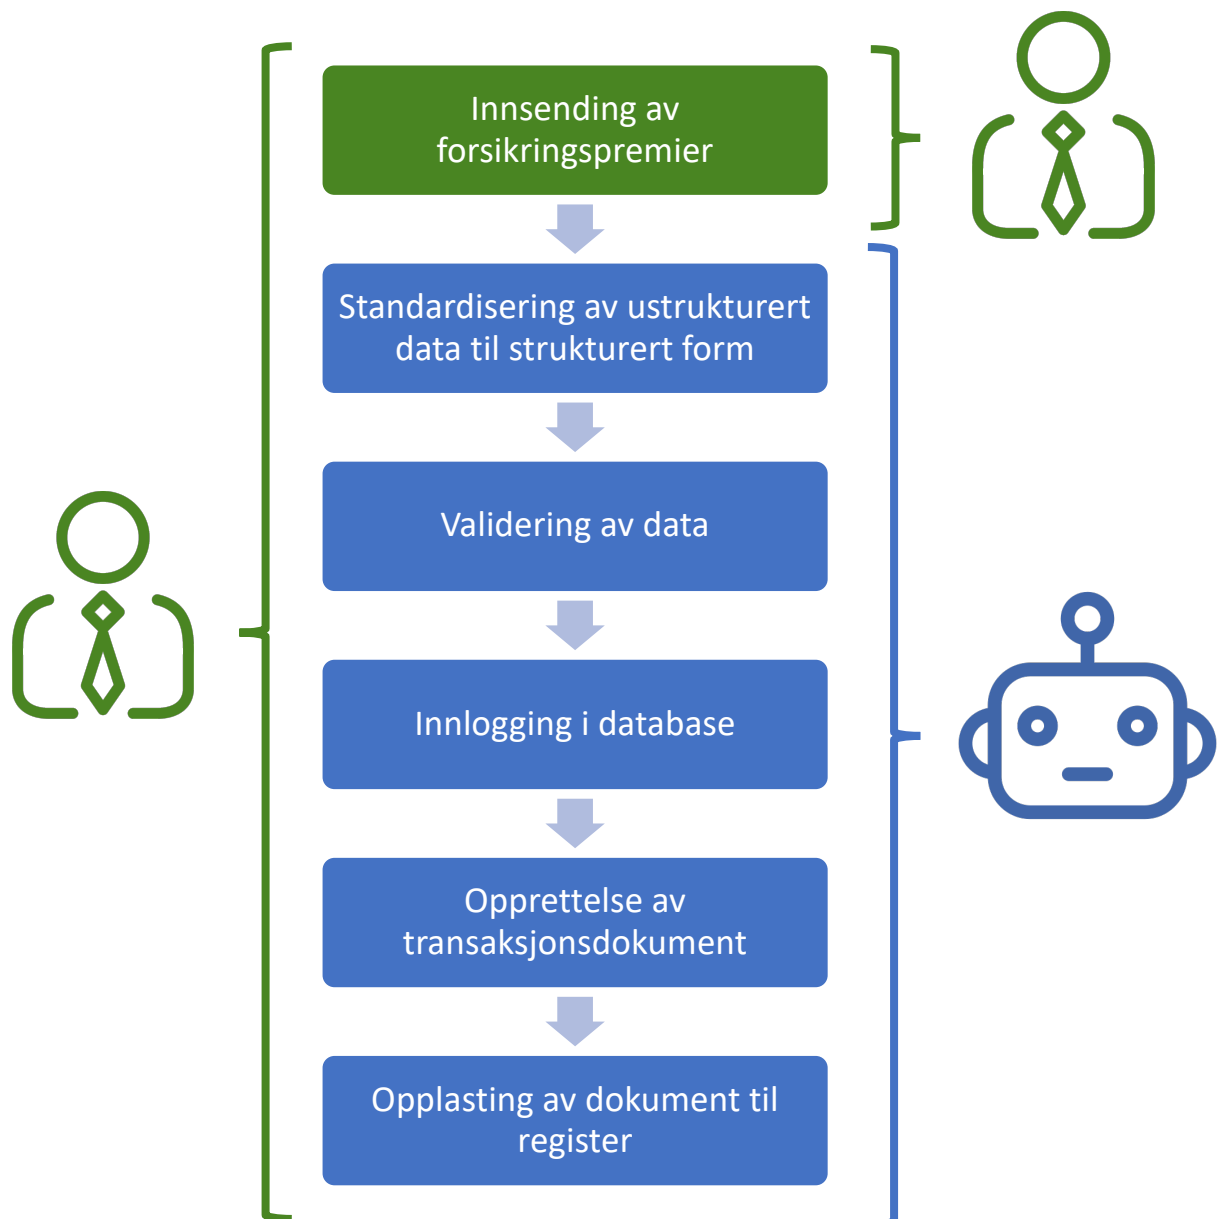 Innsending av
forsikringspremier
Standardisering av ustrukturert
data til strukturert form
Validering av data
Innlogging i database
Opprettelse av
transaksjonsdokument
Opplasting av dokument til
register